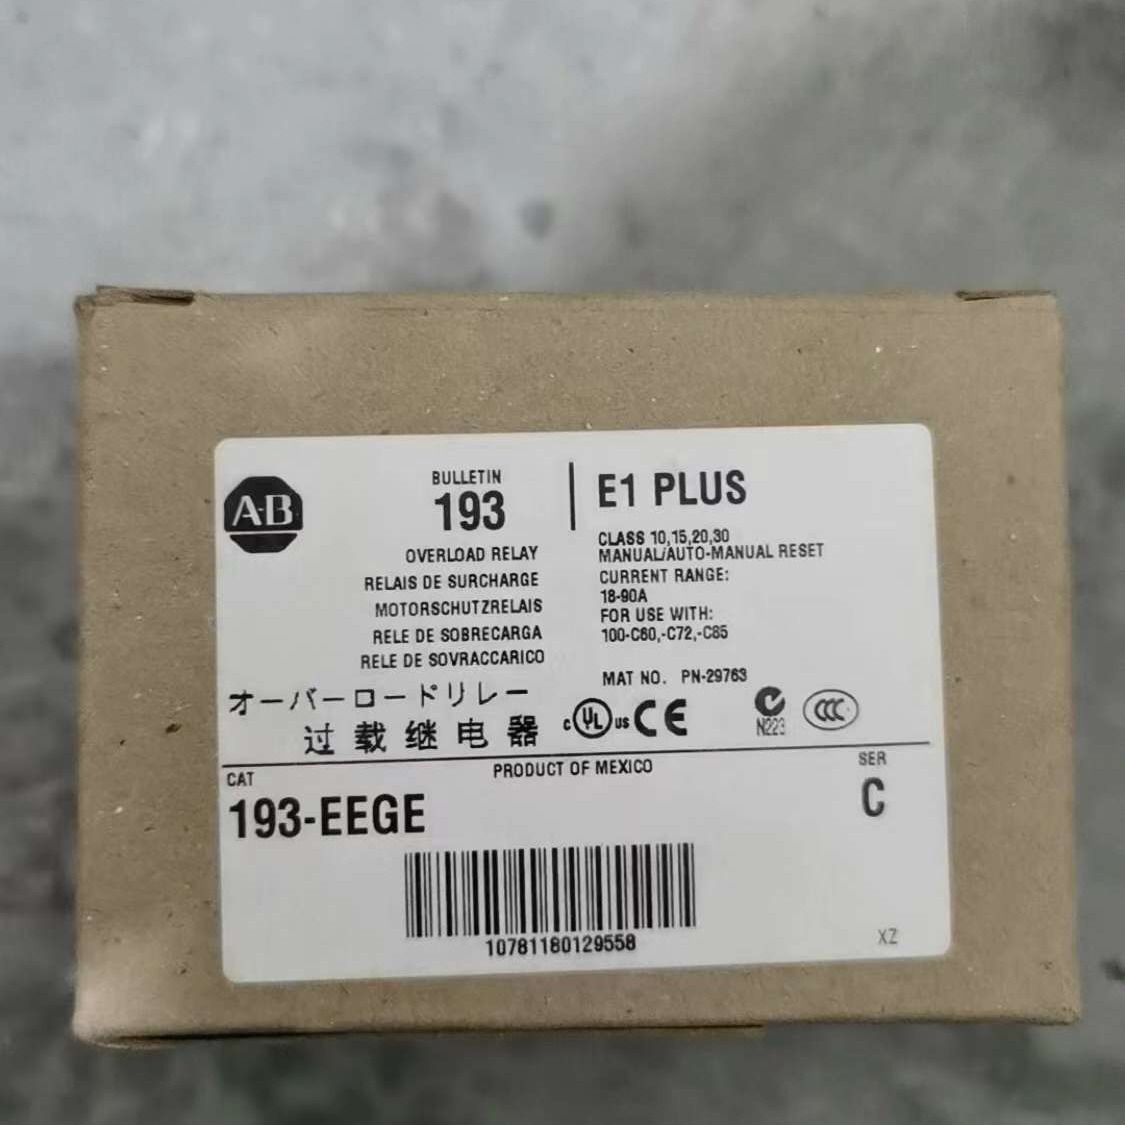 A-B
BULLETIN
193
OVERLOAD RELAY
RELAIS DE SURCHARGE
MOTORSCHUTZRELAIS
RELE DE SOBRECARGA
RELE DE SOVRACCARICO
オーバーロードリレー
过载继电器
E1 PLUS
CLASS 10,15,20,30
MANUAL/AUTO-MANUAL RESET
CURRENT RANGE:
18-90A
FOR USE WITH:
100-C60,-C72,-C85
MAT NO. PN-29763
c UL us CE
N223
CCC
CAT
193-EEGE
PRODUCT OF MEXICO
SER
C
10781180129558
XZ